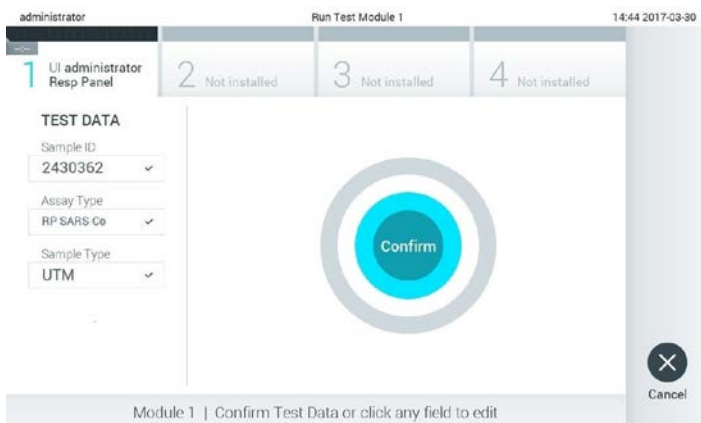 administrator
Run Test Module 1
14:44 2017-03-30
--:--
1 UI administrator
Resp Panel
2 Not installed
3 Not installed
4 Not installed
TEST DATA
Sample ID
2430362
Assay Type
RP SARS Co
Sample Type
UTM
Confirm
Cancel
Module 1 | Confirm Test Data or click any field to edit